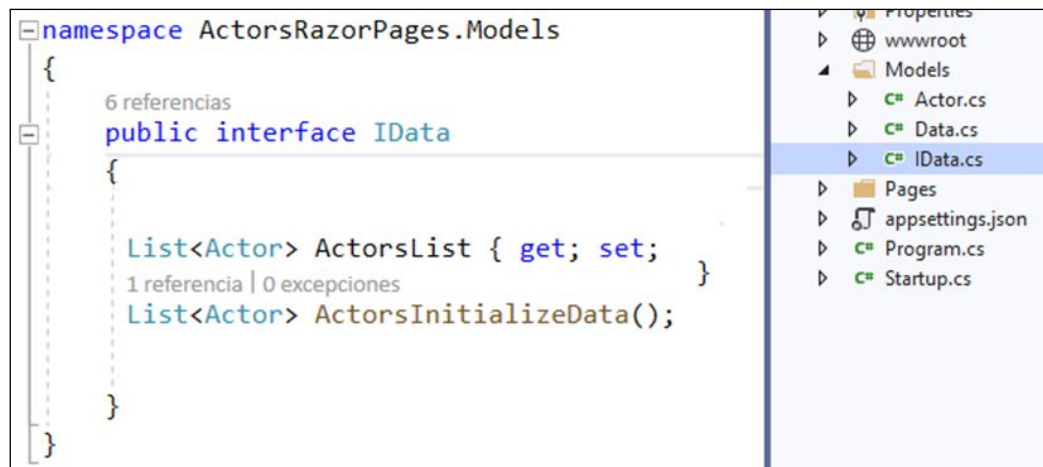 namespace ActorsRazorPages.Models
{
6 referencias
public interface IData
{
List<Actor> ActorsList { get; set;
}
1 referencia | 0 excepciones
List<Actor> ActorsInitializeData();
}
}
Properties
wwwroot
Models
C# Actor.cs
C# Data.cs
C# IData.cs
Pages
appsettings.json
C# Program.cs
C# Startup.cs